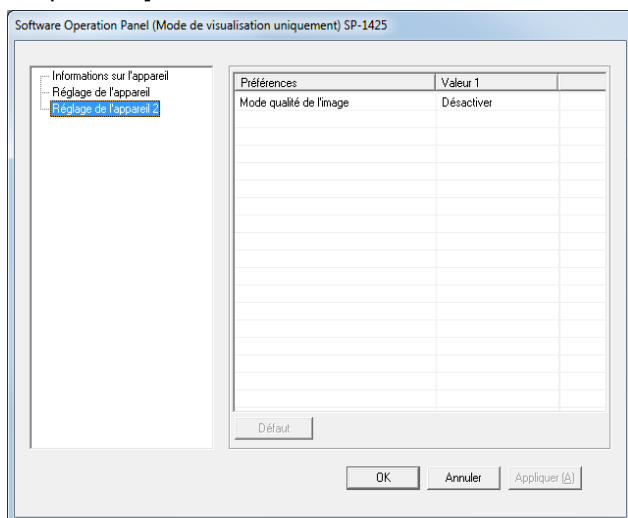 Software Operation Panel (Mode de visualisation uniquement) SP-1425
Informations sur l'appareil
Réglage de l'appareil
Réglage de l'appareil 2
Préférences Valeur 1
Mode qualité de l'image Désactiver
Défaut
OK Annuler Appliquer (A)